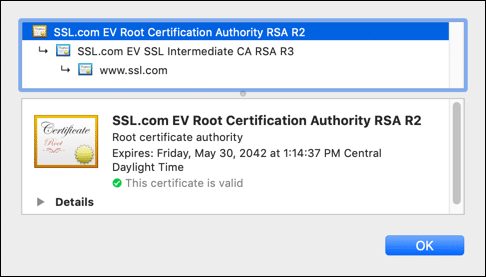 SSL.com EV Root Certification Authority RSA R2
SSL.com EV SSL Intermediate CA RSA R3
www.ssl.com
Certificate
Root
SSL.com EV Root Certification Authority RSA R2
Root certificate authority
Expires: Friday, May 30, 2042 at 1:14:37 PM Central
Daylight Time
This certificate is valid
Details
OK